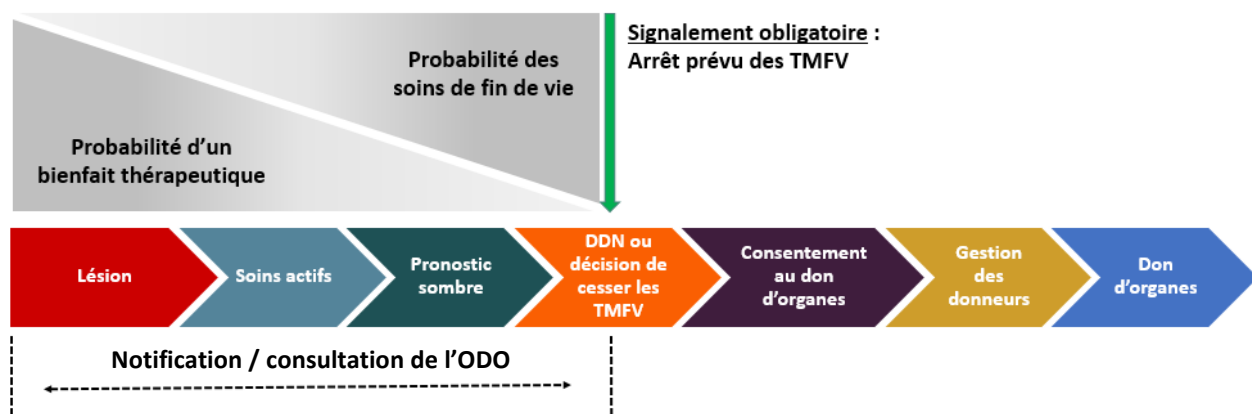 Probabilité des
soins de fin de vie
Probabilité d’un
bienfait thérapeutique
Signalement obligatoire :
Arrêt prévu des TMFV
Lésion
Soins actifs
Pronostic
sombre
DDN ou
décision de
cesser les
TMFV
Consentement
au don
d’organes
Gestion
des
donneurs
Don
d’organes
Notification / consultation de l’ODO